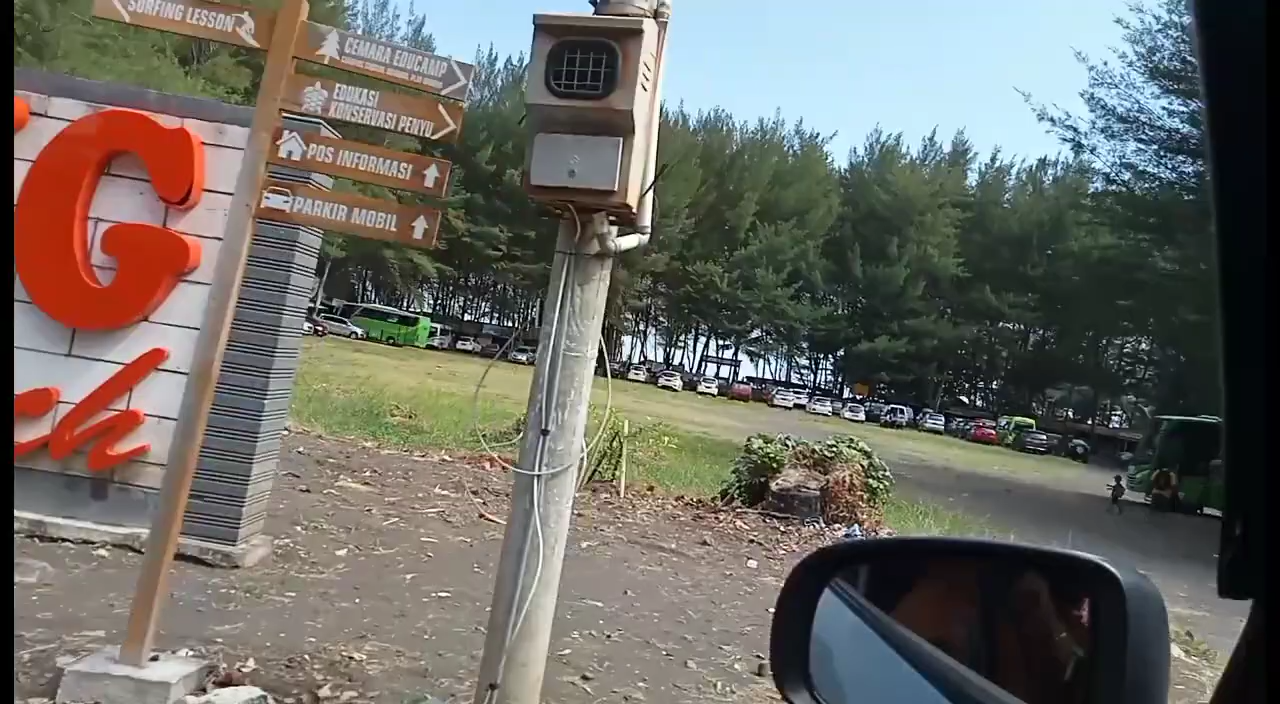 SURFING LESSON
CEMARA EDUCAMP
EDUKASI
KONSERVASI PENYU
POS INFORMASI
PARKIR MOBIL
G
ch